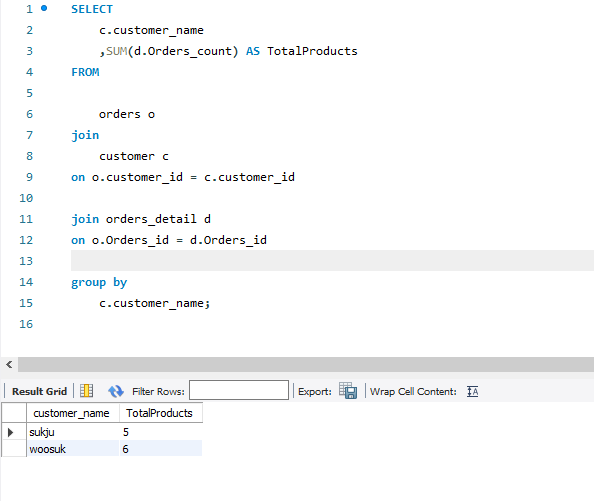 1 SELECT
2 c.customer_name
3 ,SUM(d.Orders_count) AS TotalProducts
4 FROM
5
6 orders o
7 join
8 customer c
9 on o.customer_id = c.customer_id
10
11 join orders_detail d
12 on o.Orders_id = d.Orders_id
13
14 group by
15 c.customer_name;
16
Result Grid Filter Rows: Export: Wrap Cell Content: IA
customer_name TotalProducts
sukju 5
woosuk 6